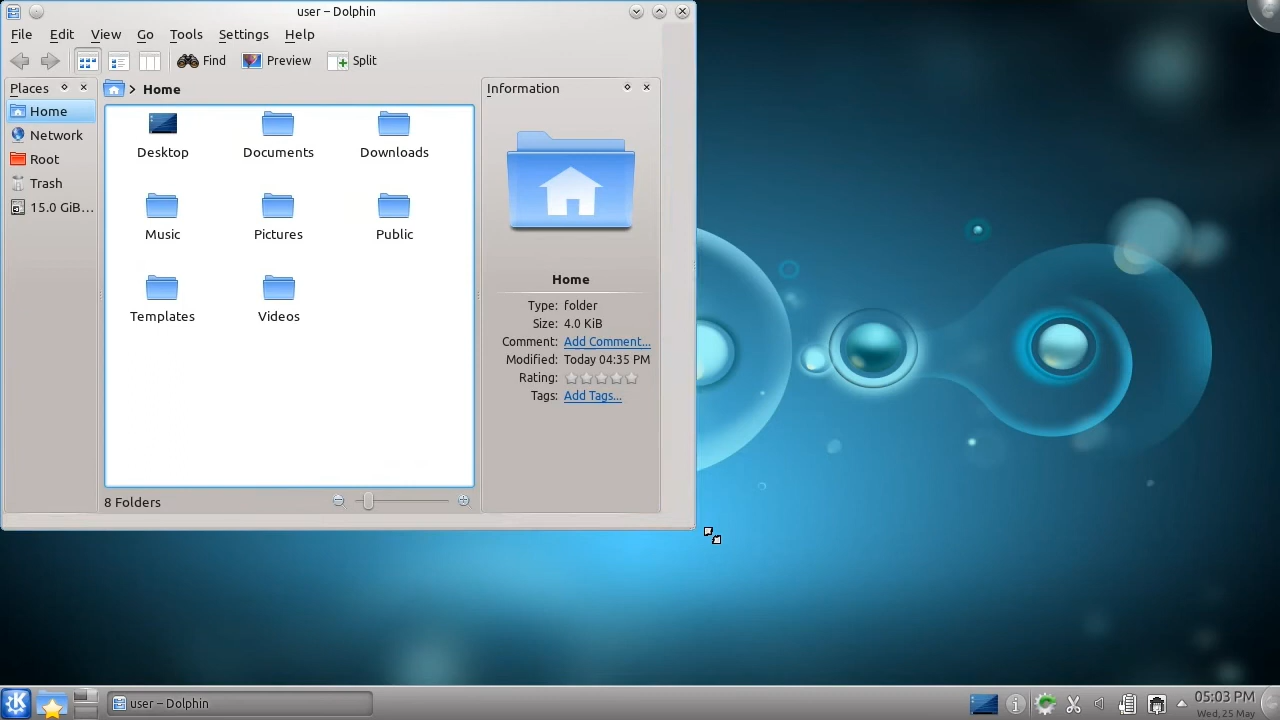 user – Dolphin
File Edit View Go Tools Settings Help
Find Preview Split
Places
Home
Network
Root
Trash
15.0 GiB...
Home
Desktop Documents Downloads
Music Pictures Public
Templates Videos
8 Folders
Information
Home
Type: folder
Size: 4.0 KiB
Comment: Add Comment...
Modified: Today 04:35 PM
Rating:
Tags: Add Tags...
user – Dolphin
05:03 PM
Wed, 25 May